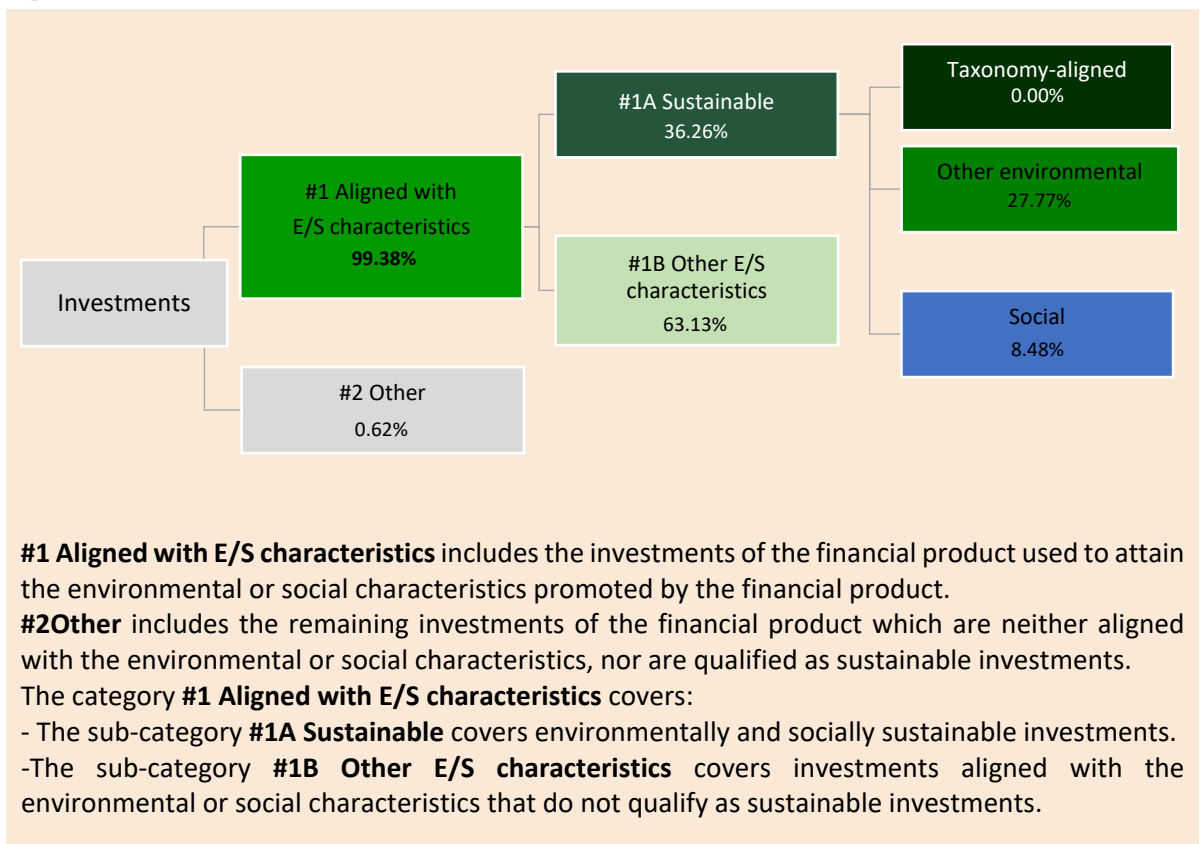 Taxonomy-aligned
0.00%
#1A Sustainable
36.26%
Other environmental
27.77%
#1 Aligned with
E/S characteristics
99.38%
#1B Other E/S
characteristics
63.13%
Investments
Social
8.48%
#2 Other
0.62%
#1 Aligned with E/S characteristics includes the investments of the financial product used to attain
the environmental or social characteristics promoted by the financial product.
#2Other includes the remaining investments of the financial product which are neither aligned
with the environmental or social characteristics, nor are qualified as sustainable investments.
The category #1 Aligned with E/S characteristics covers:
- The sub-category #1A Sustainable covers environmentally and socially sustainable investments.
-The sub-category #1B Other E/S characteristics covers investments aligned with the
environmental or social characteristics that do not qualify as sustainable investments.